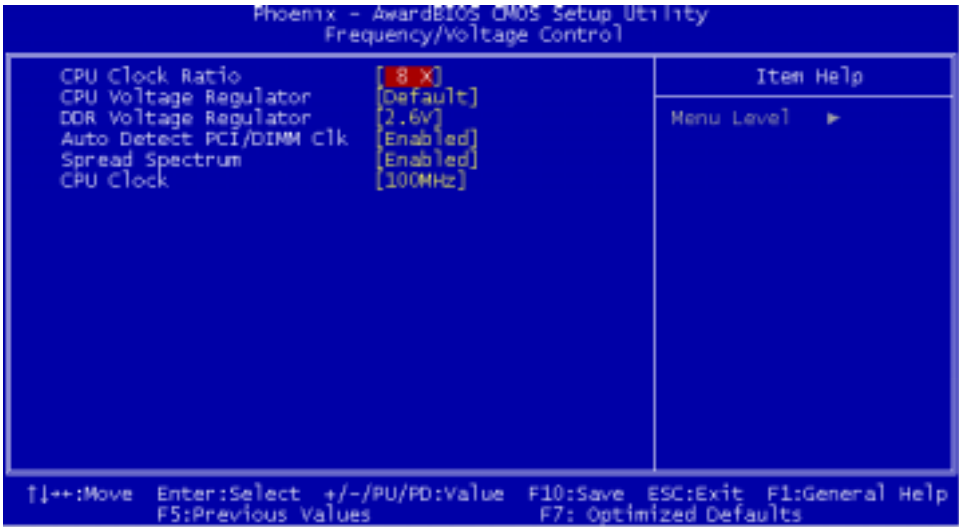 Phoenix - AwardBIOS CMOS Setup Utility
Frequency/Voltage Control
CPU Clock Ratio [ 8 X]
CPU Voltage Regulator [Default]
DDR Voltage Regulator [2.6V]
Auto Detect PCI/DIMM Clk [Enabled]
Spread Spectrum [Enabled]
CPU Clock [100MHz]
Item Help
Menu Level ►
↑↓→←:Move Enter:Select +/-/PU/PD:Value F10:Save ESC:Exit F1:General Help
F5:Previous Values F7: Optimized Defaults